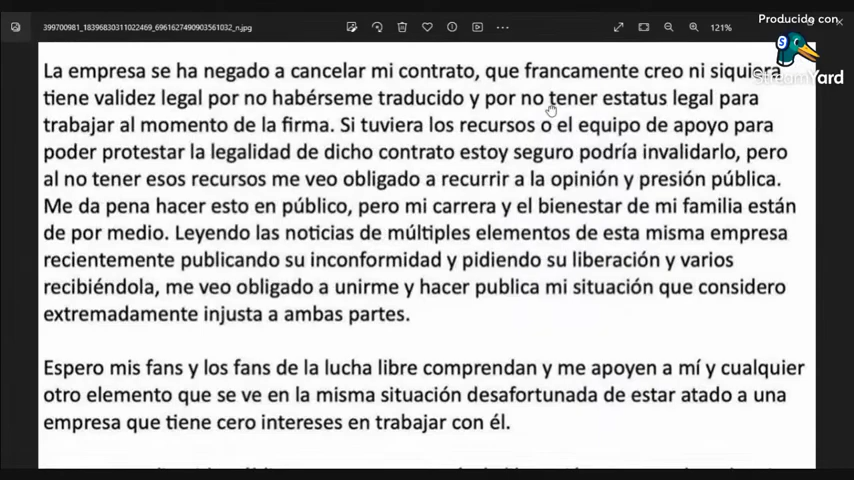 399700981_18396830311022469_6961627490903561032_n.jpg
121%
Producido con
StreamYard
La empresa se ha negado a cancelar mi contrato, que francamente creo ni siquiera
tiene validez legal por no habérseme traducido y por no tener estatus legal para
trabajar al momento de la firma. Si tuviera los recursos o el equipo de apoyo para
poder protestar la legalidad de dicho contrato estoy seguro podría invalidarlo, pero
al no tener esos recursos me veo obligado a recurrir a la opinión y presión pública.
Me da pena hacer esto en público, pero mi carrera y el bienestar de mi familia están
de por medio. Leyendo las noticias de múltiples elementos de esta misma empresa
recientemente publicando su inconformidad y pidiendo su liberación y varios
recibiéndola, me veo obligado a unirme y hacer publica mi situación que considero
extremadamente injusta a ambas partes.
Espero mis fans y los fans de la lucha libre comprendan y me apoyen a mí y cualquier
otro elemento que se ve en la misma situación desafortunada de estar atado a una
empresa que tiene cero intereses en trabajar con él.